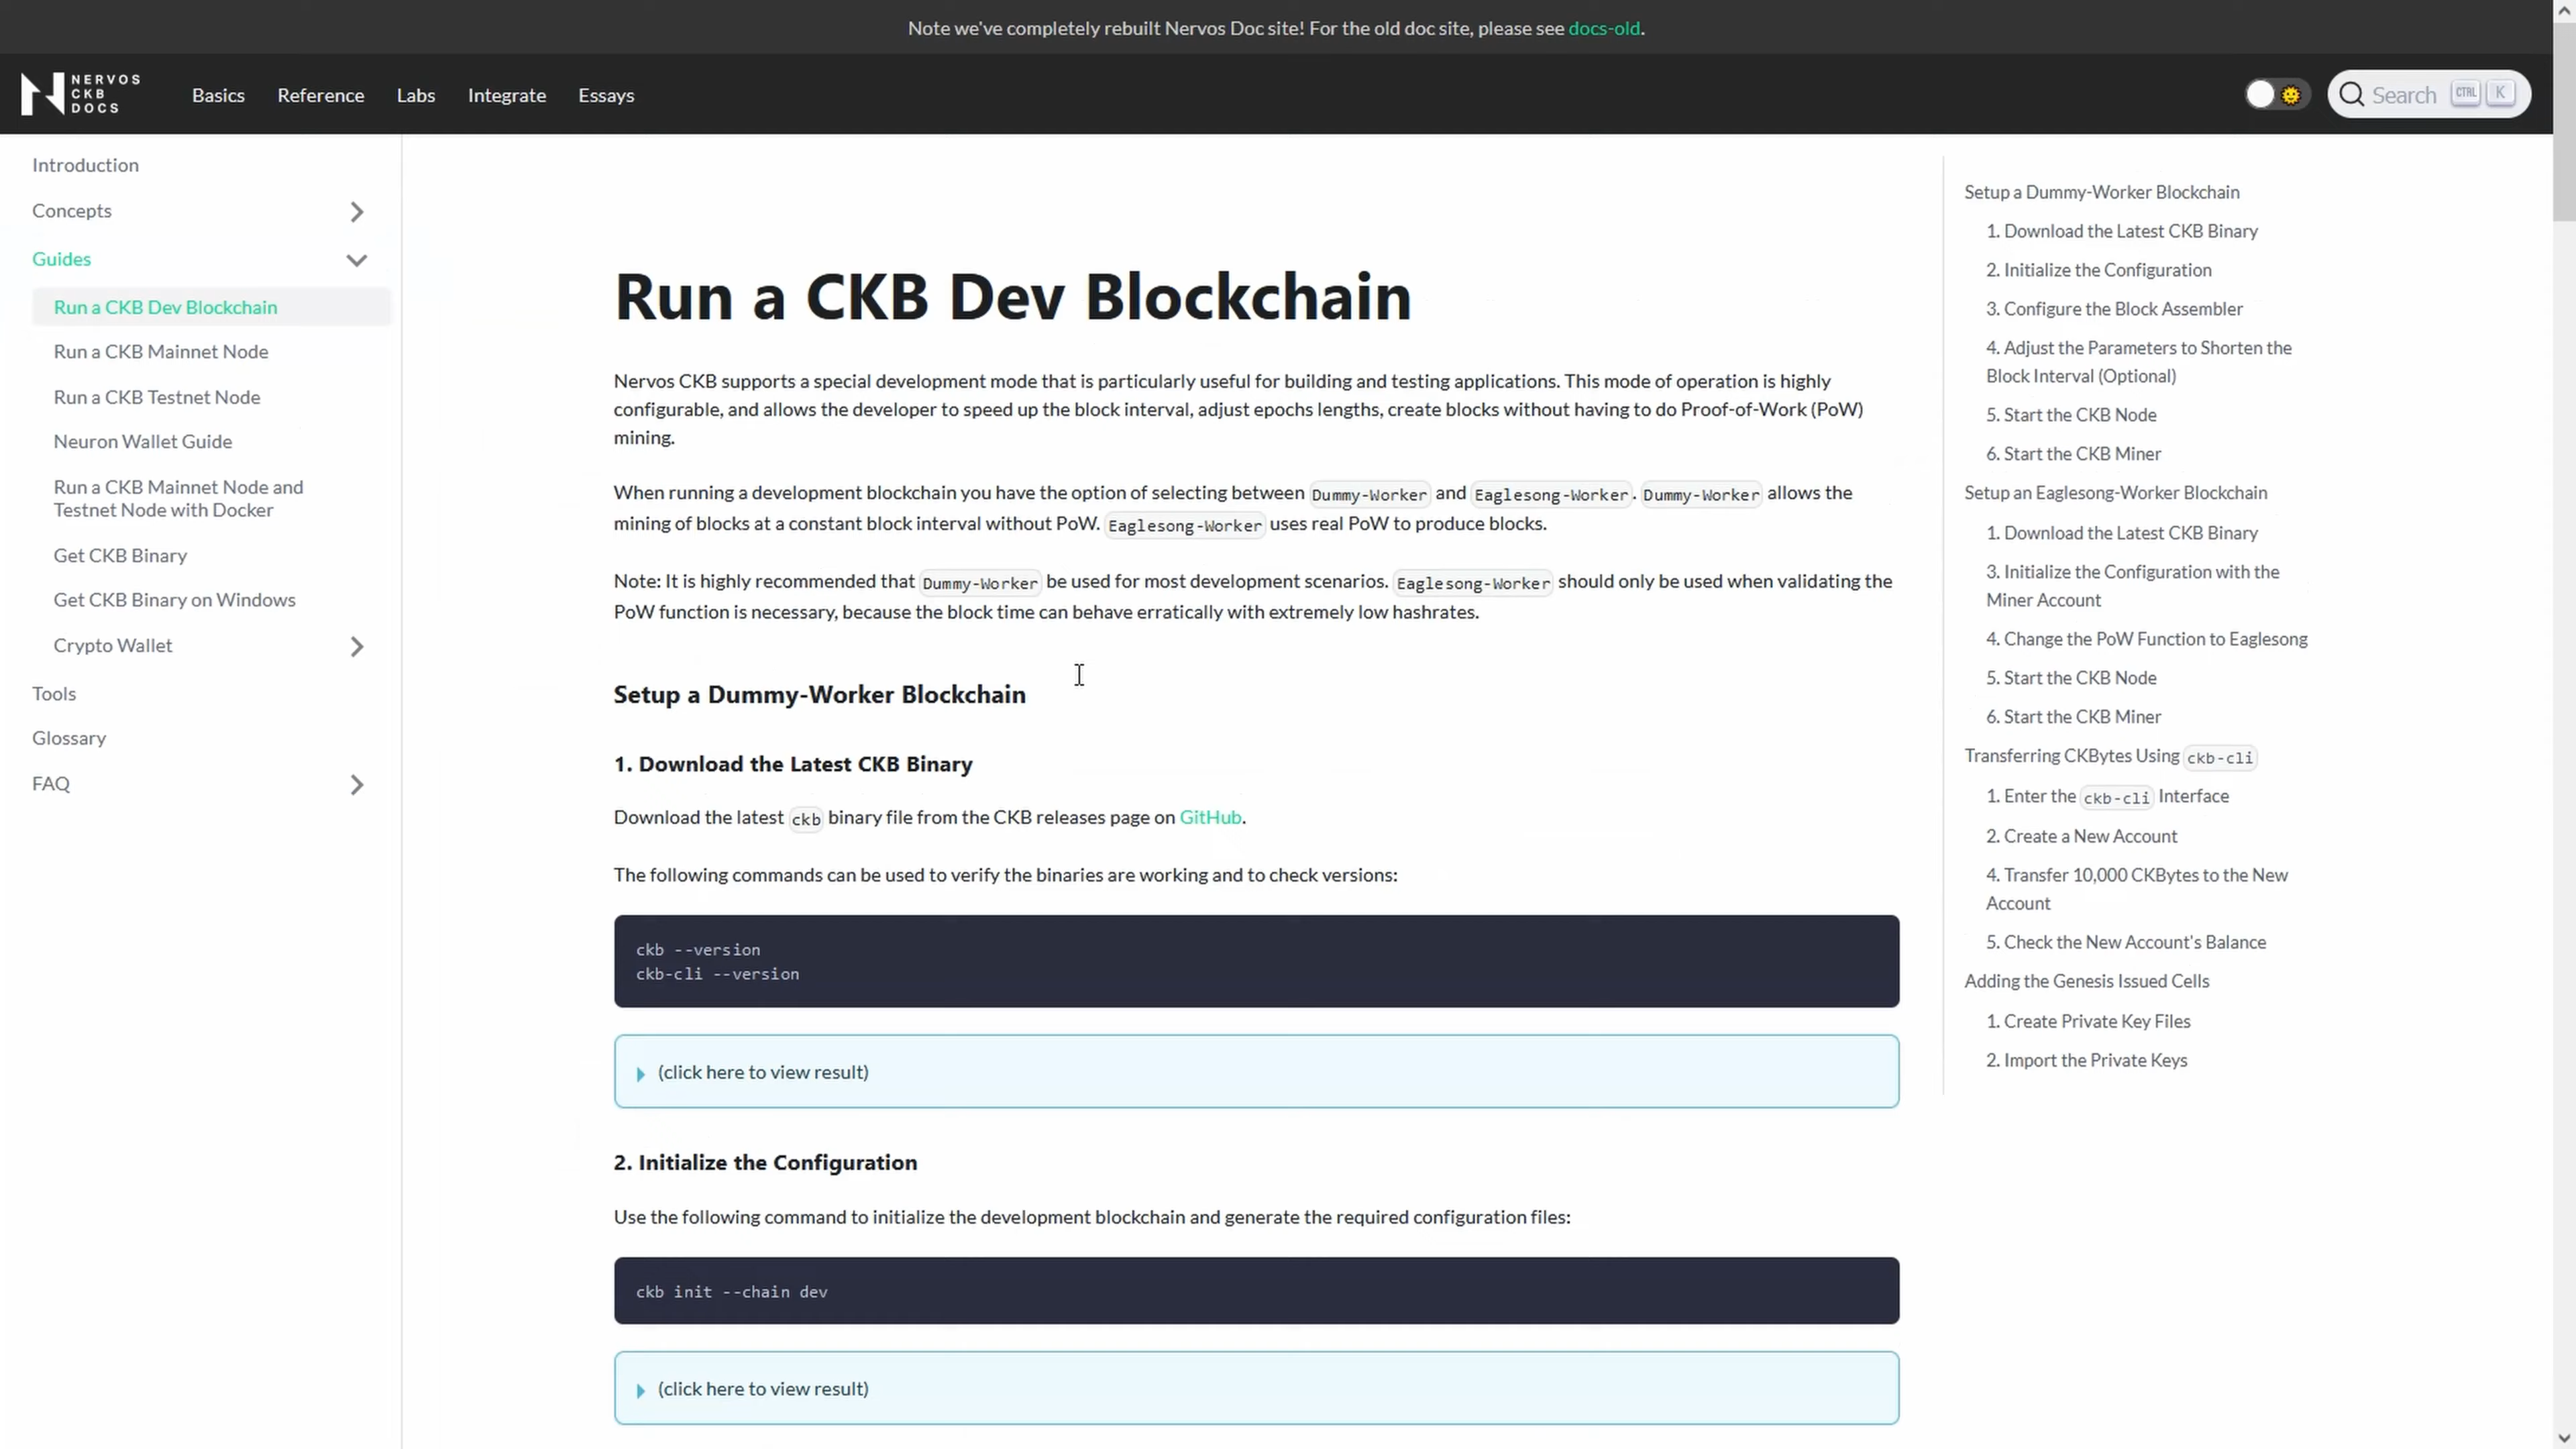 Note we've completely rebuilt Nervos Doc site! For the old doc site, please see docs-old.
NERVOS
CKB
DOCS
Basics
Reference
Labs
Integrate
Essays
Search
CTRL
K
Introduction
Concepts
Guides
Run a CKB Dev Blockchain
Run a CKB Mainnet Node
Run a CKB Testnet Node
Neuron Wallet Guide
Run a CKB Mainnet Node and
Testnet Node with Docker
Get CKB Binary
Get CKB Binary on Windows
Crypto Wallet
Tools
Glossary
FAQ
Run a CKB Dev Blockchain
Nervos CKB supports a special development mode that is particularly useful for building and testing applications. This mode of operation is highly
configurable, and allows the developer to speed up the block interval, adjust epochs lengths, create blocks without having to do Proof-of-Work (PoW)
mining.
When running a development blockchain you have the option of selecting between Dummy-Worker and Eaglesong-Worker. Dummy-Worker allows the
mining of blocks at a constant block interval without PoW. Eaglesong-Worker uses real PoW to produce blocks.
Note: It is highly recommended that Dummy-Worker be used for most development scenarios. Eaglesong-Worker should only be used when validating the
PoW function is necessary, because the block time can behave erratically with extremely low hashrates.
Setup a Dummy-Worker Blockchain
1. Download the Latest CKB Binary
Download the latest ckb binary file from the CKB releases page on GitHub.
The following commands can be used to verify the binaries are working and to check versions:
ckb --version
ckb-cli --version
(click here to view result)
2. Initialize the Configuration
Use the following command to initialize the development blockchain and generate the required configuration files:
ckb init --chain dev
(click here to view result)
Setup a Dummy-Worker Blockchain
1. Download the Latest CKB Binary
2. Initialize the Configuration
3. Configure the Block Assembler
4. Adjust the Parameters to Shorten the
Block Interval (Optional)
5. Start the CKB Node
6. Start the CKB Miner
Setup an Eaglesong-Worker Blockchain
1. Download the Latest CKB Binary
3. Initialize the Configuration with the
Miner Account
4. Change the PoW Function to Eaglesong
5. Start the CKB Node
6. Start the CKB Miner
Transferring CKBytes Using ckb-cli
1. Enter the ckb-cli Interface
2. Create a New Account
4. Transfer 10,000 CKBytes to the New
Account
5. Check the New Account's Balance
Adding the Genesis Issued Cells
1. Create Private Key Files
2. Import the Private Keys